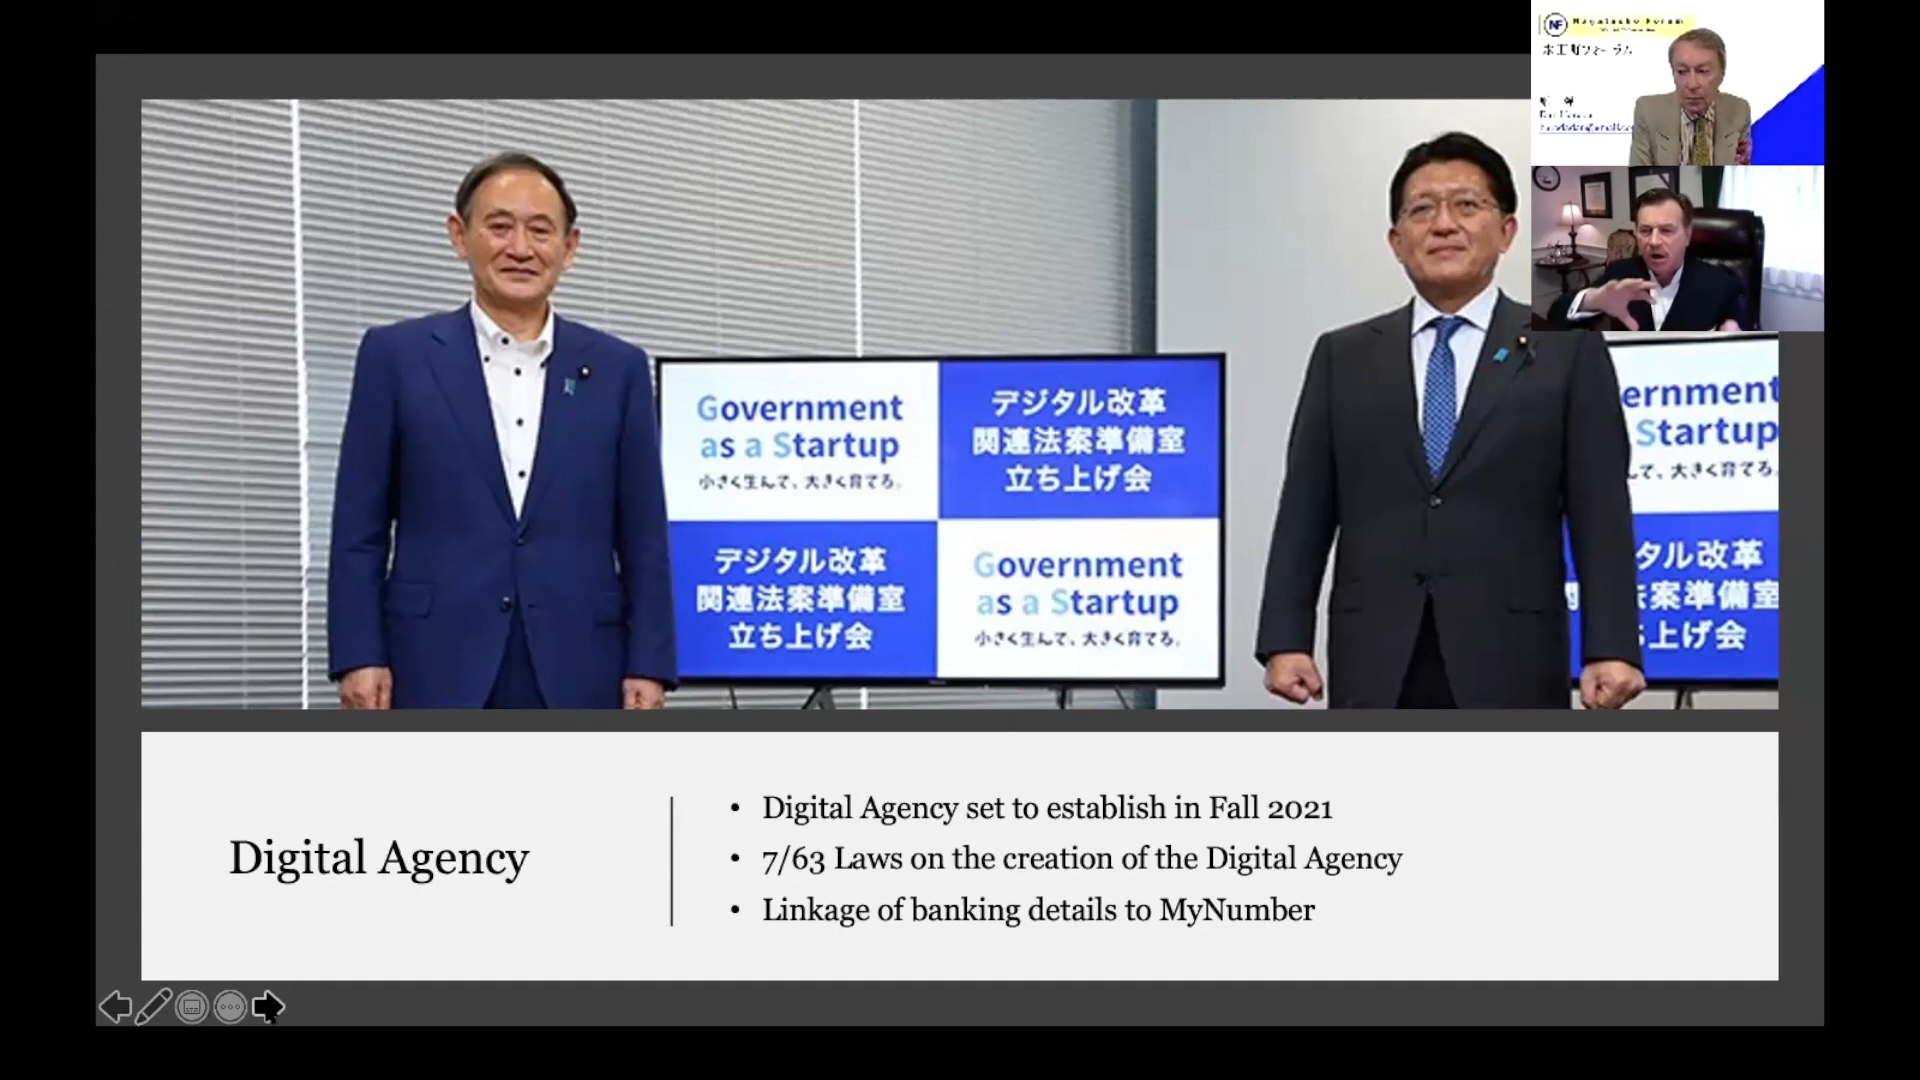 Nagatacho Forum
Government
as a Startup
小さく生んで、大きく育てる。
デジタル改革
関連法案準備室
立ち上げ会
デジタル改革
関連法案準備室
立ち上げ会
Government
as a Startup
小さく生んで、大きく育てる。
ernment
Startup
て、大きく育てる。
タル改革
法案準備室
ち上げ会
Digital Agency
• Digital Agency set to establish in Fall 2021
• 7/63 Laws on the creation of the Digital Agency
• Linkage of banking details to MyNumber